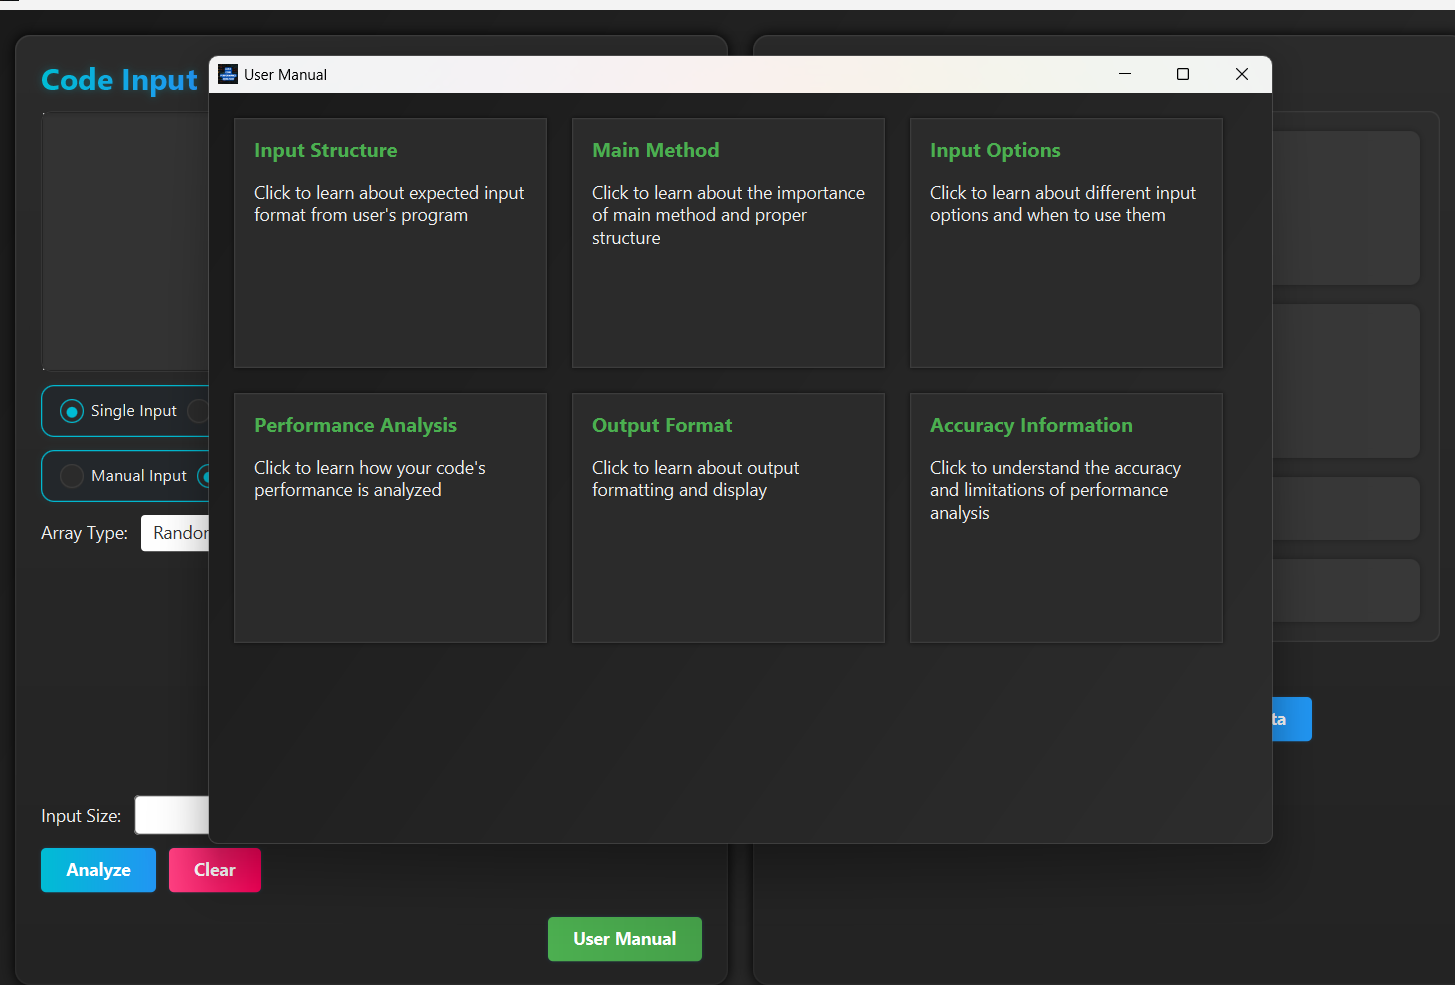 User Manual
Code Input
Input Structure
Click to learn about expected input
format from user's program
Main Method
Click to learn about the importance
of main method and proper
structure
Input Options
Click to learn about different input
options and when to use them
Performance Analysis
Click to learn how your code's
performance is analyzed
Output Format
Click to learn about output
formatting and display
Accuracy Information
Click to understand the accuracy
and limitations of performance
analysis
Single Input
Manual Input
Array Type:
Input Size:
Analyze
Clear
User Manual